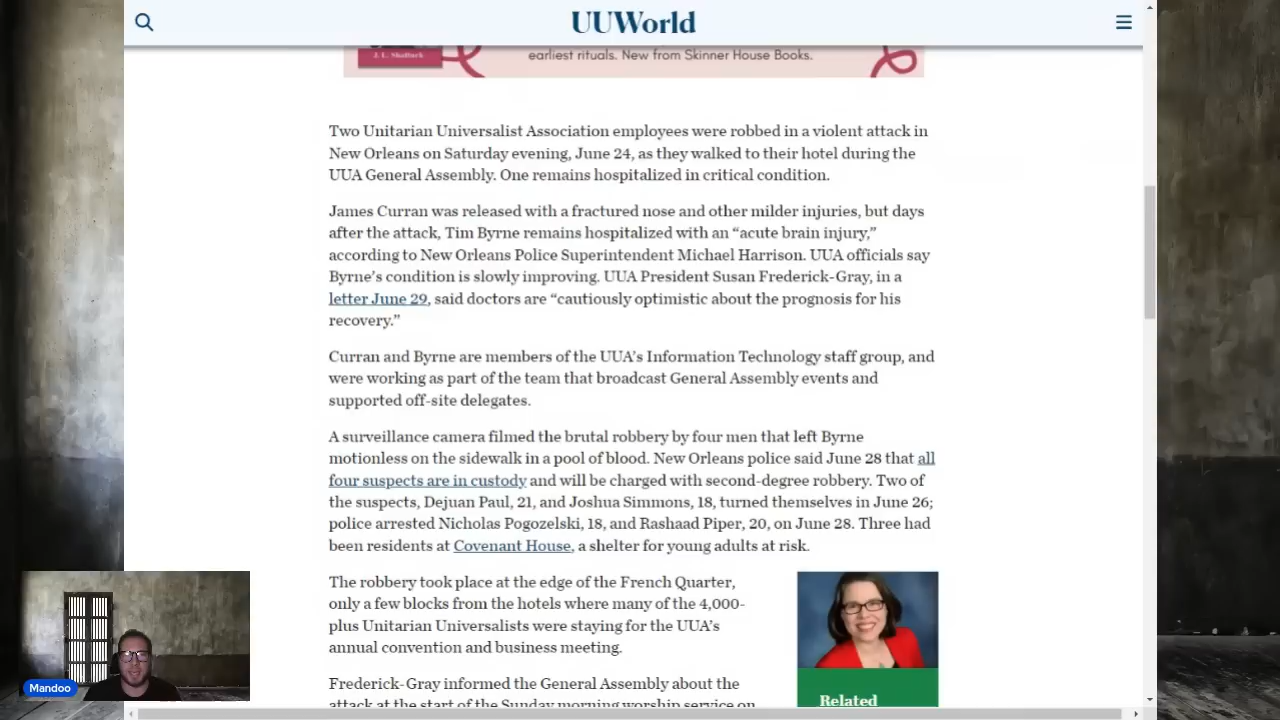 UUWorld
J. L. Shattuck
earliest rituals. New from Skinner House Books.
Two Unitarian Universalist Association employees were robbed in a violent attack in
New Orleans on Saturday evening, June 24, as they walked to their hotel during the
UUA General Assembly. One remains hospitalized in critical condition.
James Curran was released with a fractured nose and other milder injuries, but days
after the attack, Tim Byrne remains hospitalized with an “acute brain injury,”
according to New Orleans Police Superintendent Michael Harrison. UUA officials say
Byrne’s condition is slowly improving. UUA President Susan Frederick-Gray, in a
letter June 29, said doctors are “cautiously optimistic about the prognosis for his
recovery.”
Curran and Byrne are members of the UUA’s Information Technology staff group, and
were working as part of the team that broadcast General Assembly events and
supported off-site delegates.
A surveillance camera filmed the brutal robbery by four men that left Byrne
motionless on the sidewalk in a pool of blood. New Orleans police said June 28 that all
four suspects are in custody and will be charged with second-degree robbery. Two of
the suspects, Dejuan Paul, 21, and Joshua Simmons, 18, turned themselves in June 26;
police arrested Nicholas Pogozelski, 18, and Rashaad Piper, 20, on June 28. Three had
been residents at Covenant House, a shelter for young adults at risk.
The robbery took place at the edge of the French Quarter,
only a few blocks from the hotels where many of the 4,000-
plus Unitarian Universalists were staying for the UUA’s
annual convention and business meeting.
Frederick-Gray informed the General Assembly about the
attack at the start of the Sunday morning worship service on
Related
Mandoo